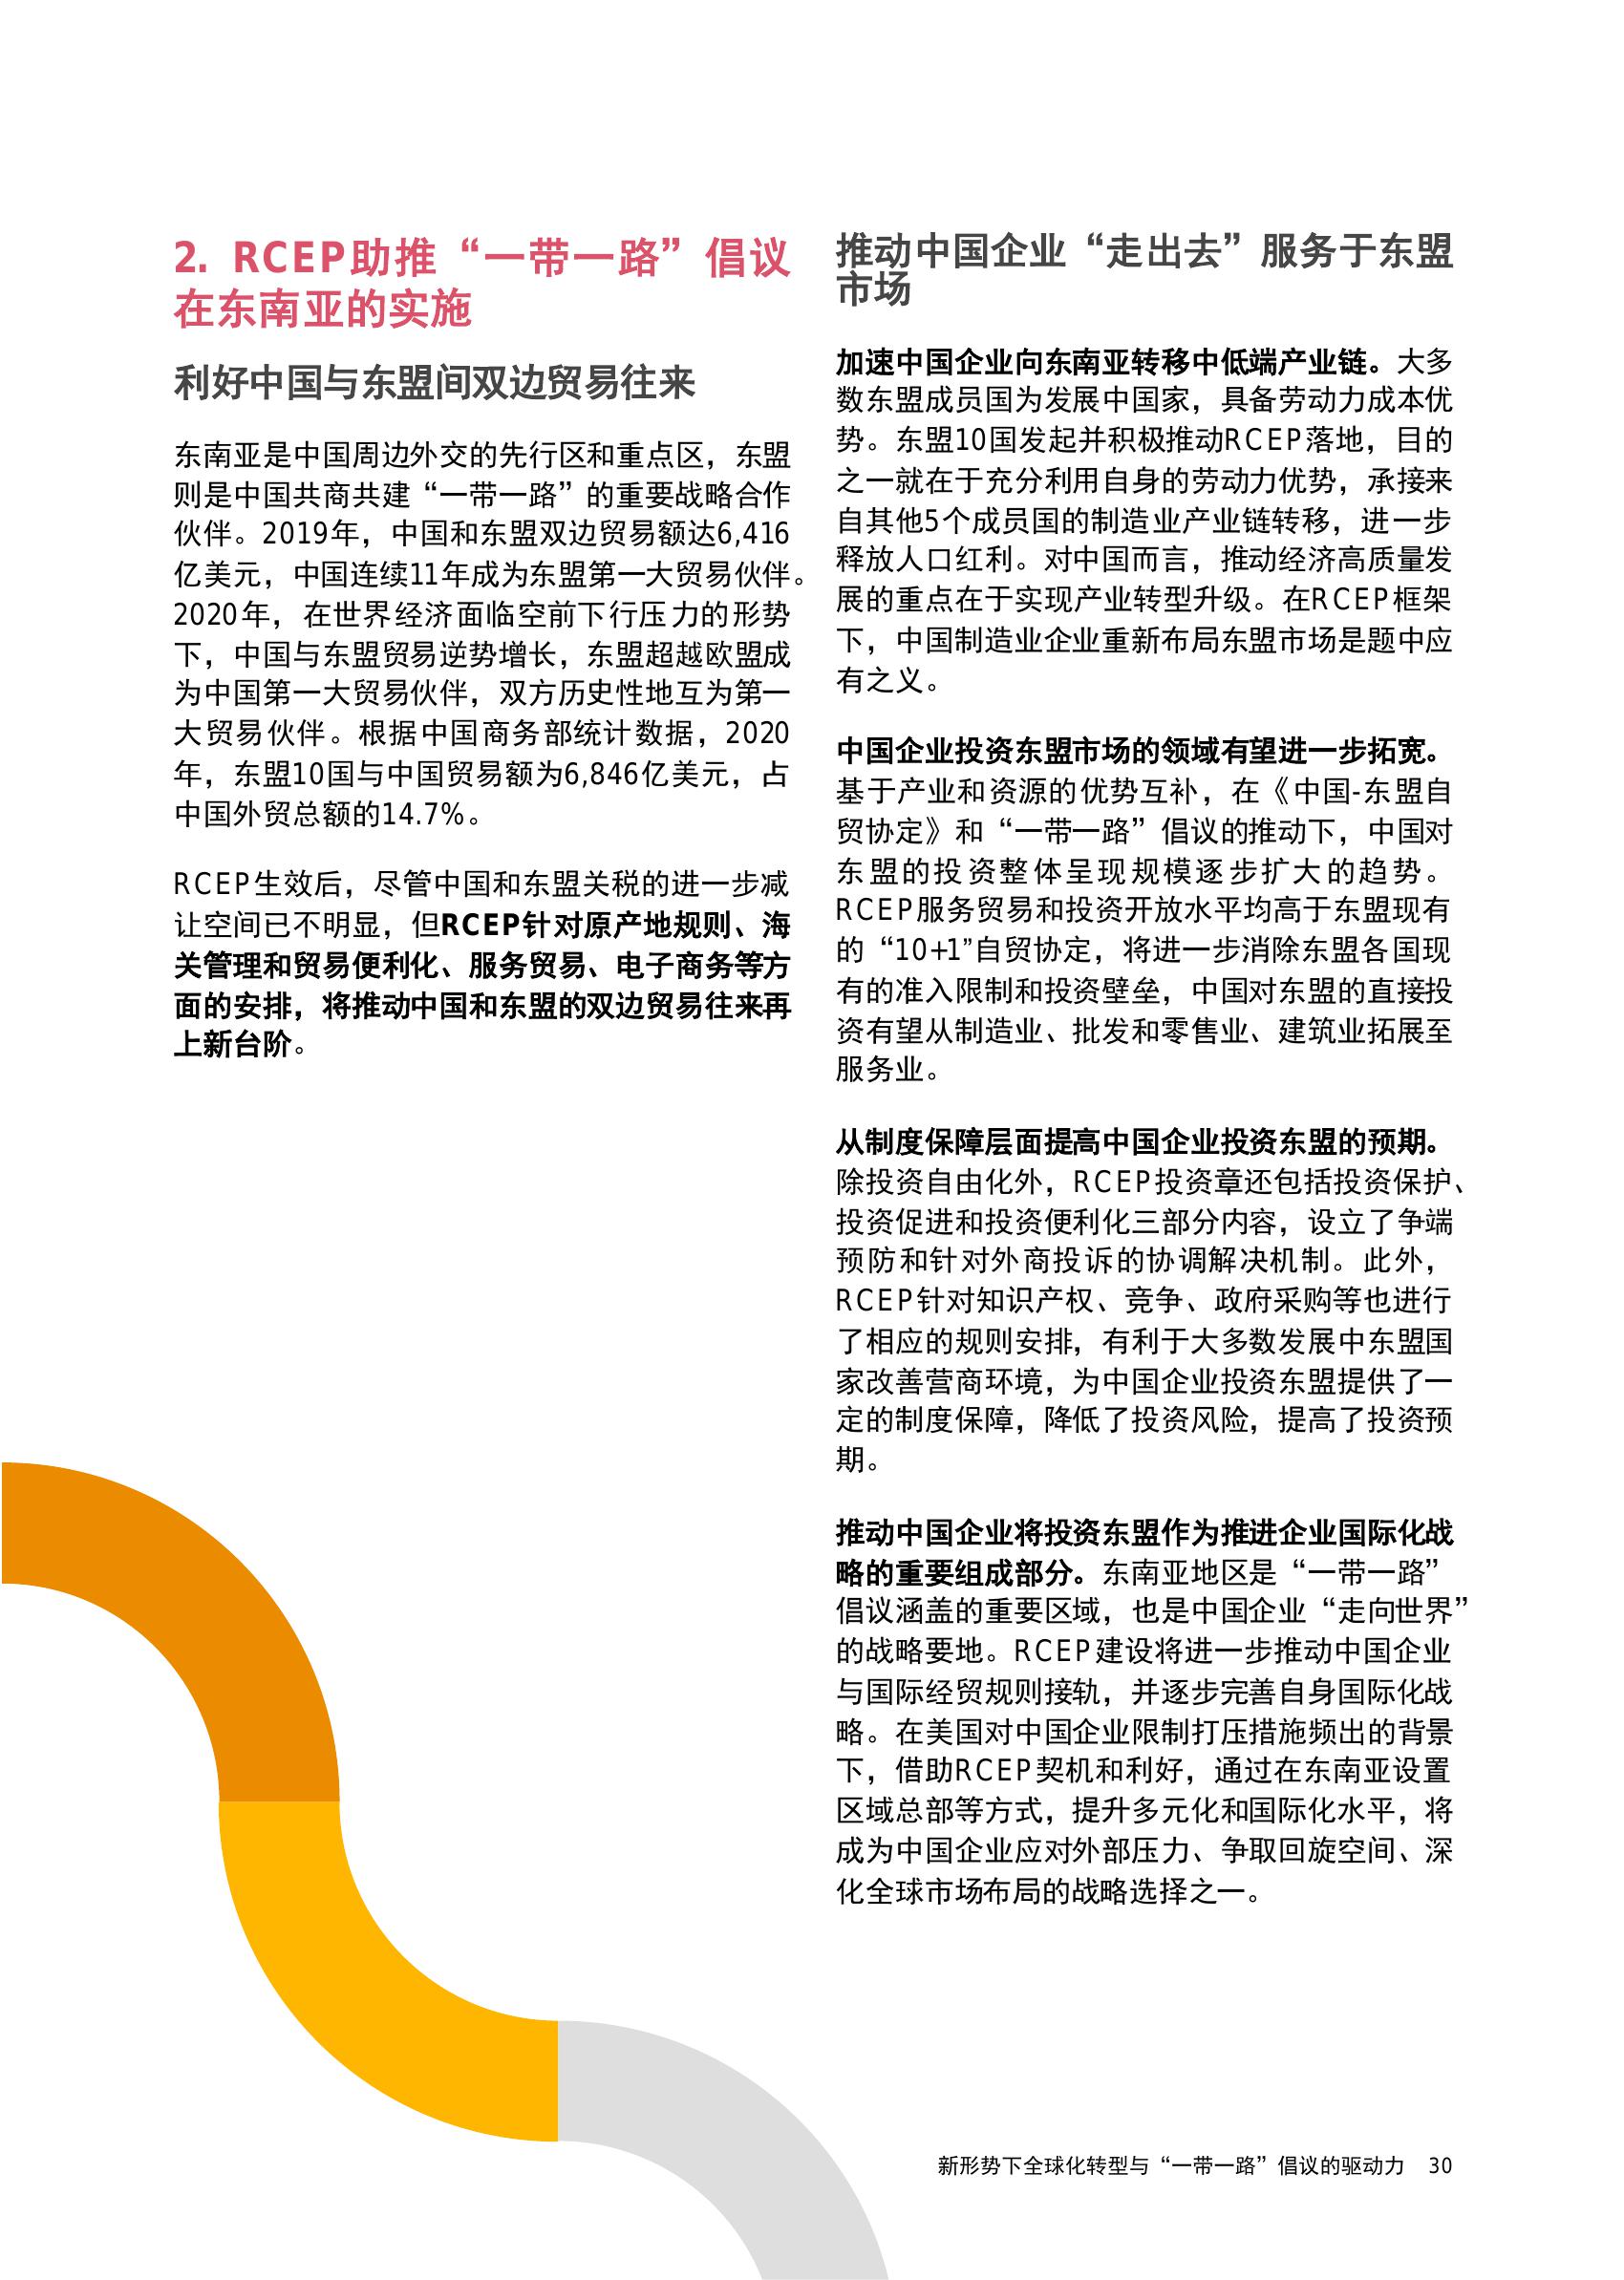 2. RCEP助推“一带一路”倡议
在东南亚的实施
利好中国与东盟间双边贸易往来
东南亚是中国周边外交的先行区和重点区，东盟
则是中国共商共建“一带一路”的重要战略合作
伙伴。2019年，中国和东盟双边贸易额达6,416
亿美元，中国连续11年成为东盟第一大贸易伙伴。
2020年，在世界经济面临空前下行压力的形势
下，中国与东盟贸易逆势增长，东盟超越欧盟成
为中国第一大贸易伙伴，双方历史性地互为第一
大贸易伙伴。根据中国商务部统计数据，2020
年，东盟10国与中国贸易额为6,846亿美元，占
中国外贸总额的14.7%。
RCEP生效后，尽管中国和东盟关税的进一步减
让空间已不明显，但RCEP针对原产地规则、海
关管理和贸易便利化、服务贸易、电子商务等方
面的安排，将推动中国和东盟的双边贸易往来再
上新台阶。
推动中国企业“走出去”服务于东盟
市场
加速中国企业向东南亚转移中低端产业链。大多
数东盟成员国为发展中国家，具备劳动力成本优
势。东盟10国发起并积极推动RCEP落地，目的
之一就在于充分利用自身的劳动力优势，承接来
自其他5个成员国的制造业产业链转移，进一步
释放人口红利。对中国而言，推动经济高质量发
展的重点在于实现产业转型升级。在RCEP框架
下，中国制造业企业重新布局东盟市场是题中应
有之义。
中国企业投资东盟市场的领域有望进一步拓宽。
基于产业和资源的优势互补，在《中国-东盟自
贸协定》和“一带一路”倡议的推动下，中国对
东盟的投资整体呈现规模逐步扩大的趋势。
RCEP服务贸易和投资开放水平均高于东盟现有
的“10+1”自贸协定，将进一步消除东盟各国现
有的准入限制和投资壁垒，中国对东盟的直接投
资有望从制造业、批发和零售业、建筑业拓展至
服务业。
从制度保障层面提高中国企业投资东盟的预期。
除投资自由化外，RCEP投资章还包括投资保护、
投资促进和投资便利化三部分内容，设立了争端
预防和针对外商投诉的协调解决机制。此外，
RCEP针对知识产权、竞争、政府采购等也进行
了相应的规则安排，有利于大多数发展中东盟国
家改善营商环境，为中国企业投资东盟提供了一
定的制度保障，降低了投资风险，提高了投资预
期。
推动中国企业将投资东盟作为推进企业国际化战
略的重要组成部分。东南亚地区是“一带一路”
倡议涵盖的重要区域，也是中国企业“走向世界”
的战略要地。RCEP建设将进一步推动中国企业
与国际经贸规则接轨，并逐步完善自身国际化战
略。在美国对中国企业限制打压措施频出的背景
下，借助RCEP契机和利好，通过在东南亚设置
区域总部等方式，提升多元化和国际化水平，将
成为中国企业应对外部压力、争取回旋空间、深
化全球市场布局的战略选择之一。
新形势下全球化转型与“一带一路”倡议的驱动力 30